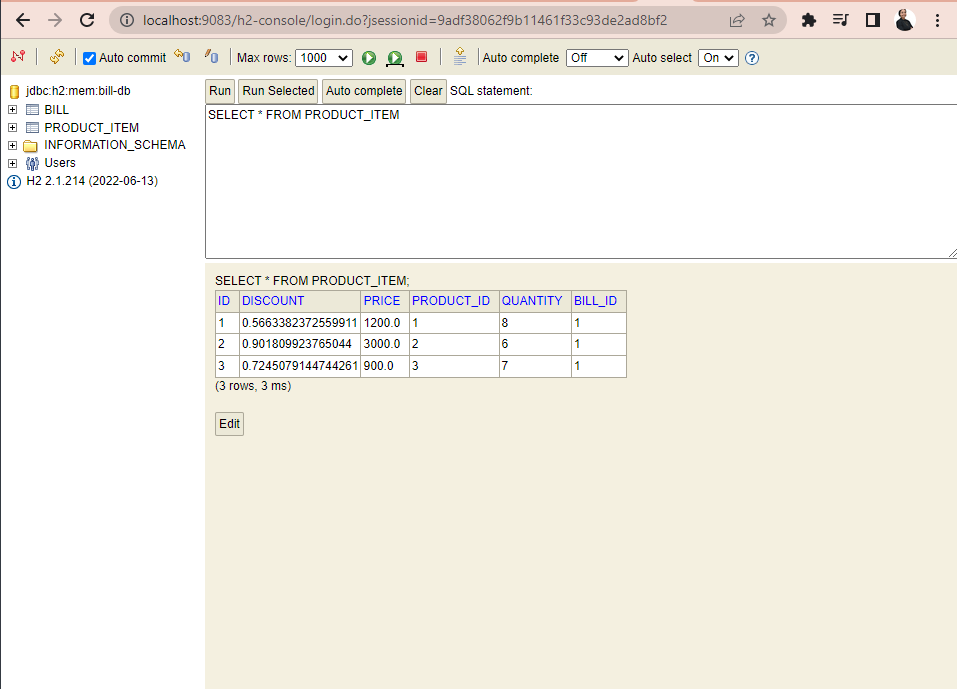 localhost:9083/h2-console/login.do?jsessionid=9adf38062f9b11461f33c93de2ad8bf2
Auto commit Max rows: 1000 Auto complete Off Auto select On ?
jdbc:h2:mem:bill-db
BILL
PRODUCT_ITEM
INFORMATION_SCHEMA
Users
H2 2.1.214 (2022-06-13)
Run Run Selected Auto complete Clear SQL statement:
SELECT * FROM PRODUCT_ITEM
SELECT * FROM PRODUCT_ITEM;
ID DISCOUNT PRICE PRODUCT_ID QUANTITY BILL_ID
1 0.5663382372559911 1200.0 1 8 1
2 0.901809923765044 3000.0 2 6 1
3 0.7245079144744261 900.0 3 7 1
(3 rows, 3 ms)
Edit